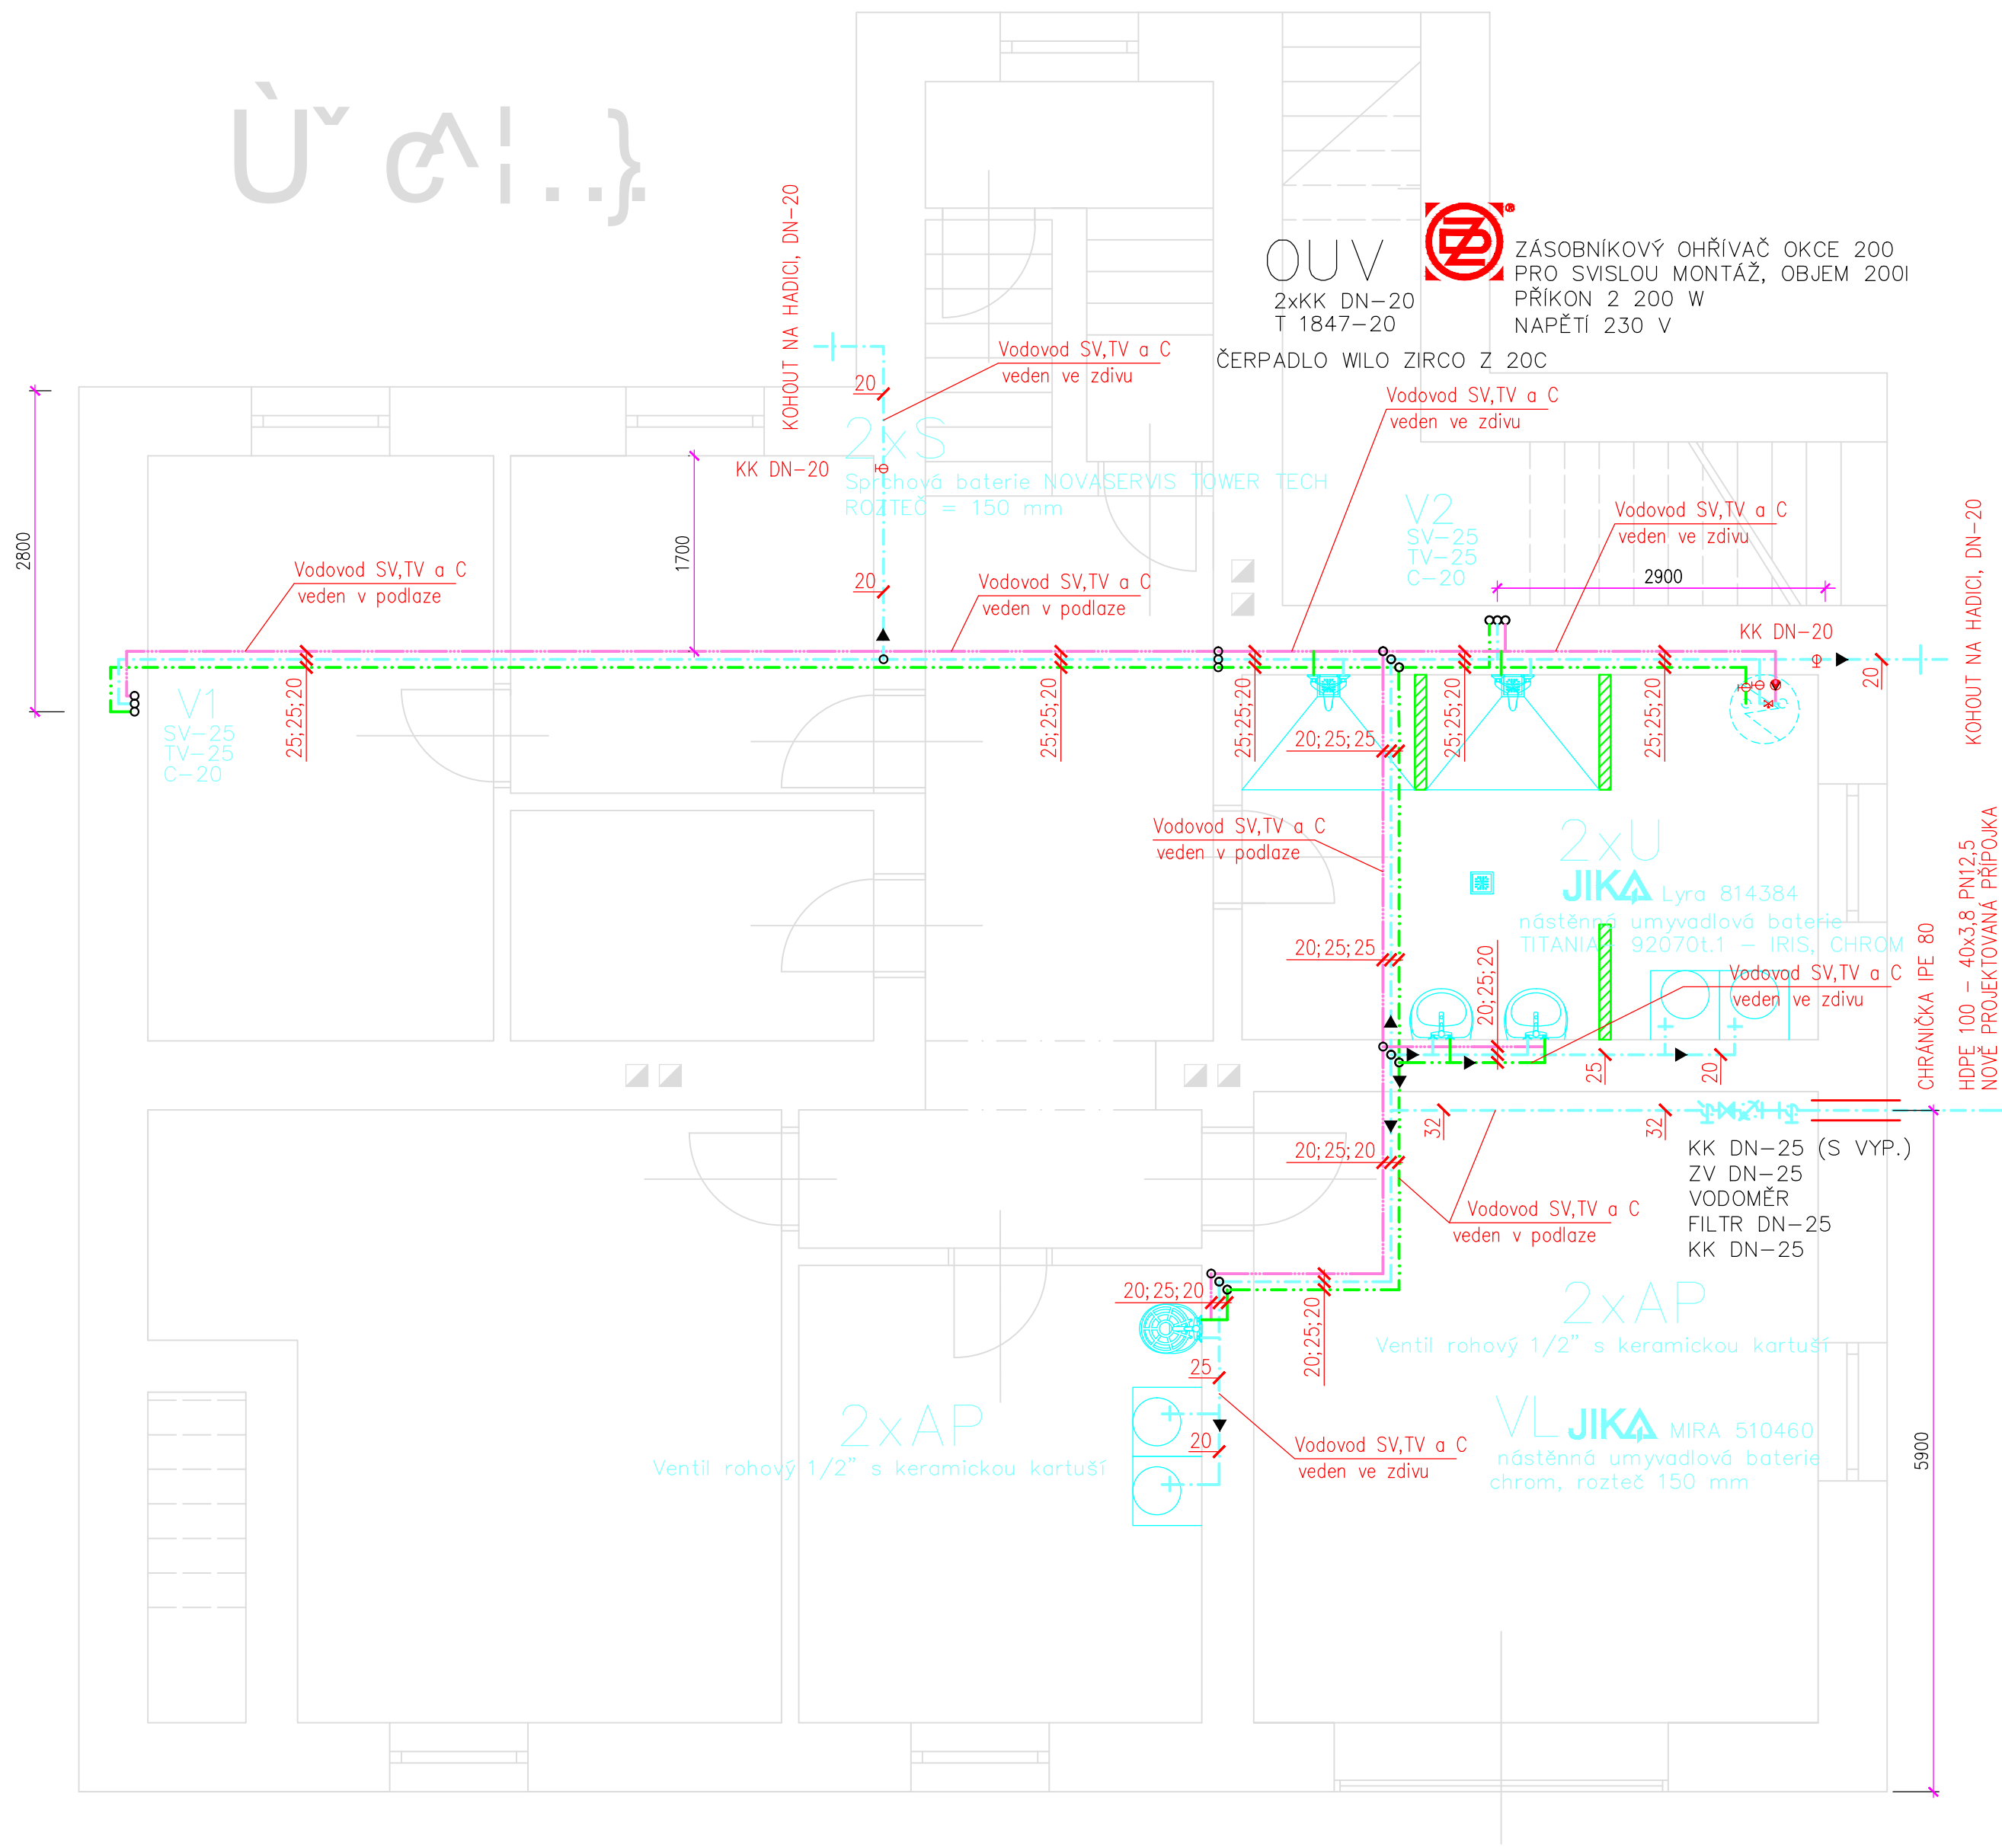 Ù ̌ c^¦..}.
KOHOUT NA HADICI, DN-20
OUV
2xKK DN-20
T 1847-20
ČERPADLO WILO ZIRCO Z 20C
ZÁSOBNÍKOVÝ OHŘÍVAČ OKCE 200
PRO SVISLOU MONTÁŽ, OBJEM 200l
PŘÍKON 2 200 W
NAPĚTÍ 230 V
Vodovod SV,TV a C
veden ve zdivu
20
Vodovod SV,TV a C
veden ve zdivu
2xS
KK DN-20
Sprchová baterie NOVASERVIS TOWER TECH
ROZTEČ = 150 mm
V2
SV-25
TV-25
C-20
Vodovod SV,TV a C
veden ve zdivu
KOHOUT NA HADICI, DN-20
2800
1700
Vodovod SV,TV a C
veden v podlaze
20
Vodovod SV,TV a C
veden v podlaze
2900
KK DN-20
V1
SV-25
TV-25
C-20
25;25;20
25;25;20
25;25;20
20;25;25
25;25;20
25;25;20
20
Vodovod SV,TV a C
veden v podlaze
2xU
JIKA Lyra 814384
nástěnná umyvadlová baterie
TITANIA - 92070t.1 - IRIS, CHROM
20;25;25
20;25;20
Vodovod SV,TV a C
veden ve zdivu
CHRÁNIČKA IPE 80
HDPE 100 - 40x3,8 PN12,5
NOVĚ PROJEKTOVANÁ PŘÍPOJKA
25
20
32
32
20;25;20
KK DN-25 (S VYP.)
ZV DN-25
VODOMĚR
FILTR DN-25
KK DN-25
Vodovod SV,TV a C
veden v podlaze
20;25;20
20;25;20
2xAP
Ventil rohový 1/2" s keramickou kartuší
25
2xAP
Ventil rohový 1/2" s keramickou kartuší
20
Vodovod SV,TV a C
veden ve zdivu
VL JIKA MIRA 510460
nástěnná umyvadlová baterie
chrom, rozteč 150 mm
5900